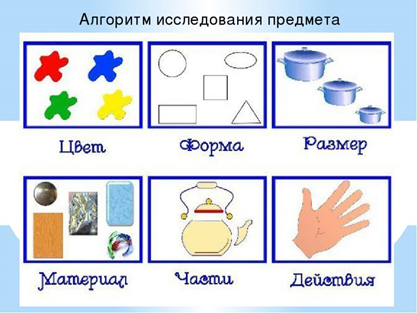 Алгоритм исследования предмета
Цвет Форма Размер
Материал Части Действия